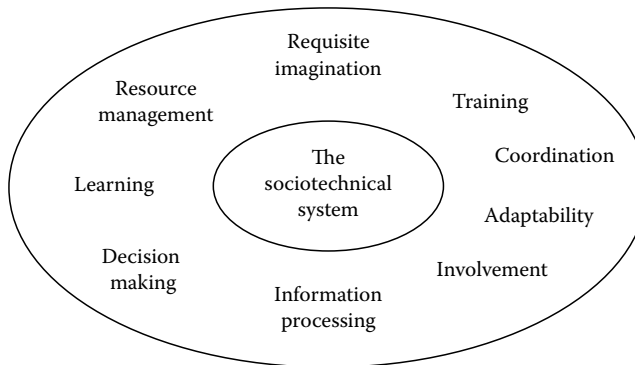 Requisite
imagination
Resource
management
Training
The
sociotechnical
system
Coordination
Learning
Adaptability
Decision
making
Involvement
Information
processing